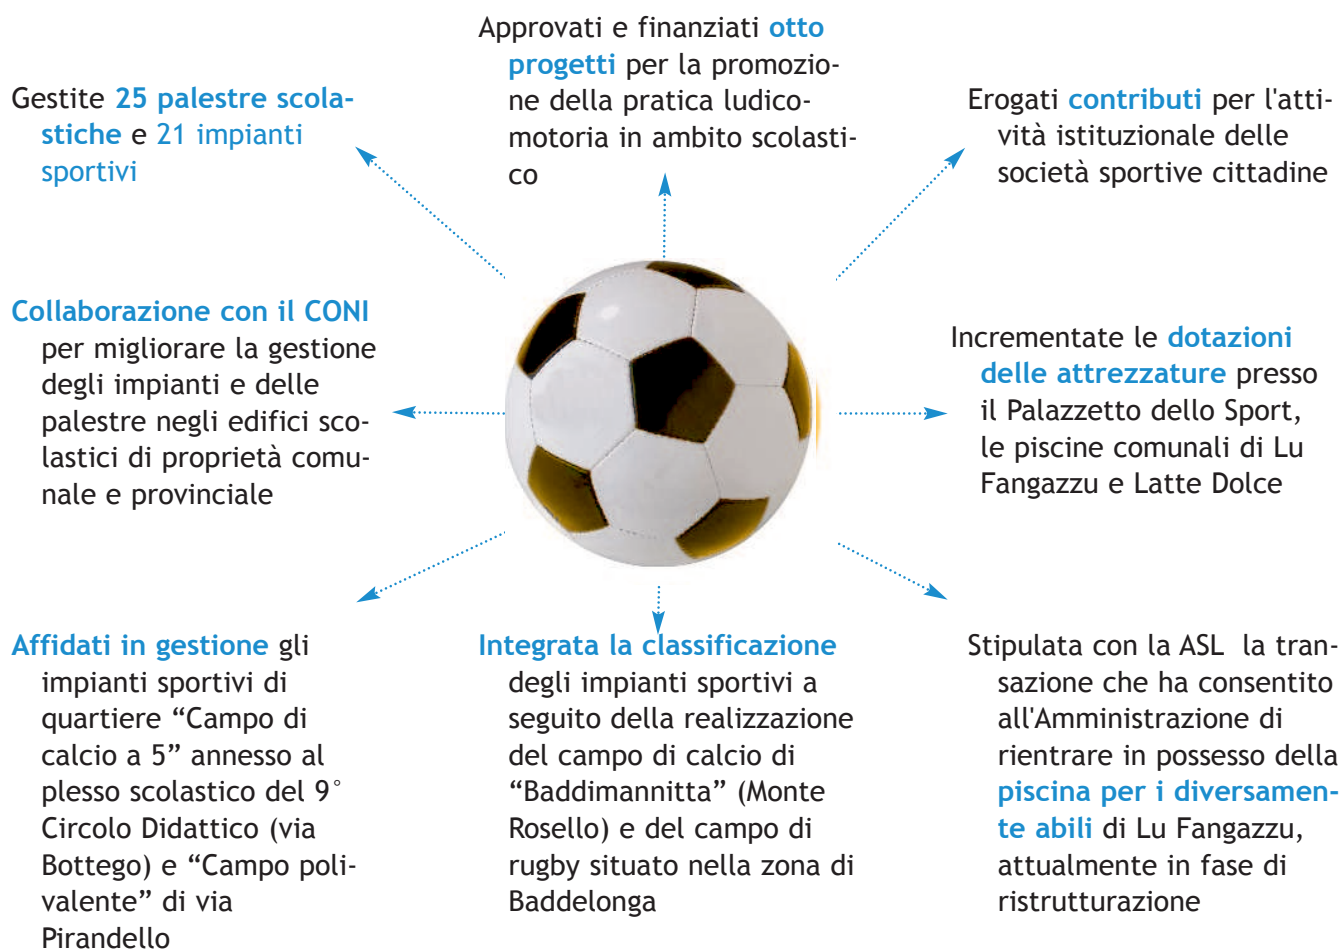 Approvati e finanziati otto
progetti per la promozio-
ne della pratica ludico-
motoria in ambito scolasti-
co
Gestite 25 palestre scola-
stiche e 21 impianti
sportivi
Erogati contributi per l'atti-
vità istituzionale delle
società sportive cittadine
Collaborazione con il CONI
per migliorare la gestione
degli impianti e delle
palestre negli edifici sco-
lastici di proprietà comu-
nale e provinciale
Incrementate le dotazioni
delle attrezzature presso
il Palazzetto dello Sport,
le piscine comunali di Lu
Fangazzu e Latte Dolce
Affidati in gestione gli
impianti sportivi di
quartiere “Campo di
calcio a 5” annesso al
plesso scolastico del 9°
Circolo Didattico (via
Bottego) e “Campo poli-
valente” di via
Pirandello
Integrata la classificazione
degli impianti sportivi a
seguito della realizzazione
del campo di calcio di
“Baddimannitta” (Monte
Rosello) e del campo di
rugby situato nella zona di
Baddelonga
Stipulata con la ASL la tran-
sazione che ha consentito
all'Amministrazione di
rientrare in possesso della
piscina per i diversamen-
te abili di Lu Fangazzu,
attualmente in fase di
ristrutturazione